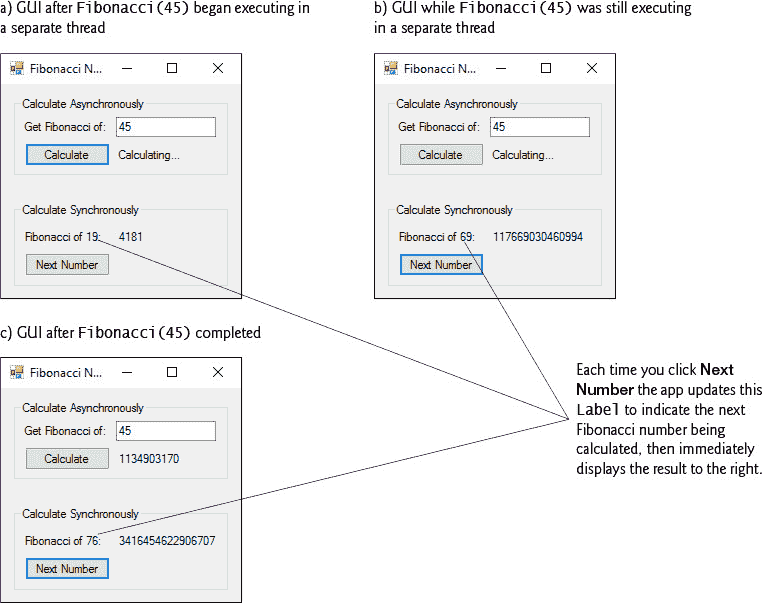 a) GUI after Fibonacci(45) began executing in
a separate thread
Fibonacci N...
Calculate Asynchronously
Get Fibonacci of: 45
Calculate Calculating...
Calculate Synchronously
Fibonacci of 19: 4181
Next Number
b) GUI while Fibonacci(45) was still executing
in a separate thread
Fibonacci N...
Calculate Asynchronously
Get Fibonacci of: 45
Calculate Calculating...
Calculate Synchronously
Fibonacci of 69: 117669030460994
Next Number
c) GUI after Fibonacci(45) completed
Fibonacci N...
Calculate Asynchronously
Get Fibonacci of: 45
Calculate 1134903170
Calculate Synchronously
Fibonacci of 76: 3416454622906707
Next Number
Each time you click Next
Number the app updates this
Label to indicate the next
Fibonacci number being
calculated, then immediately
displays the result to the right.